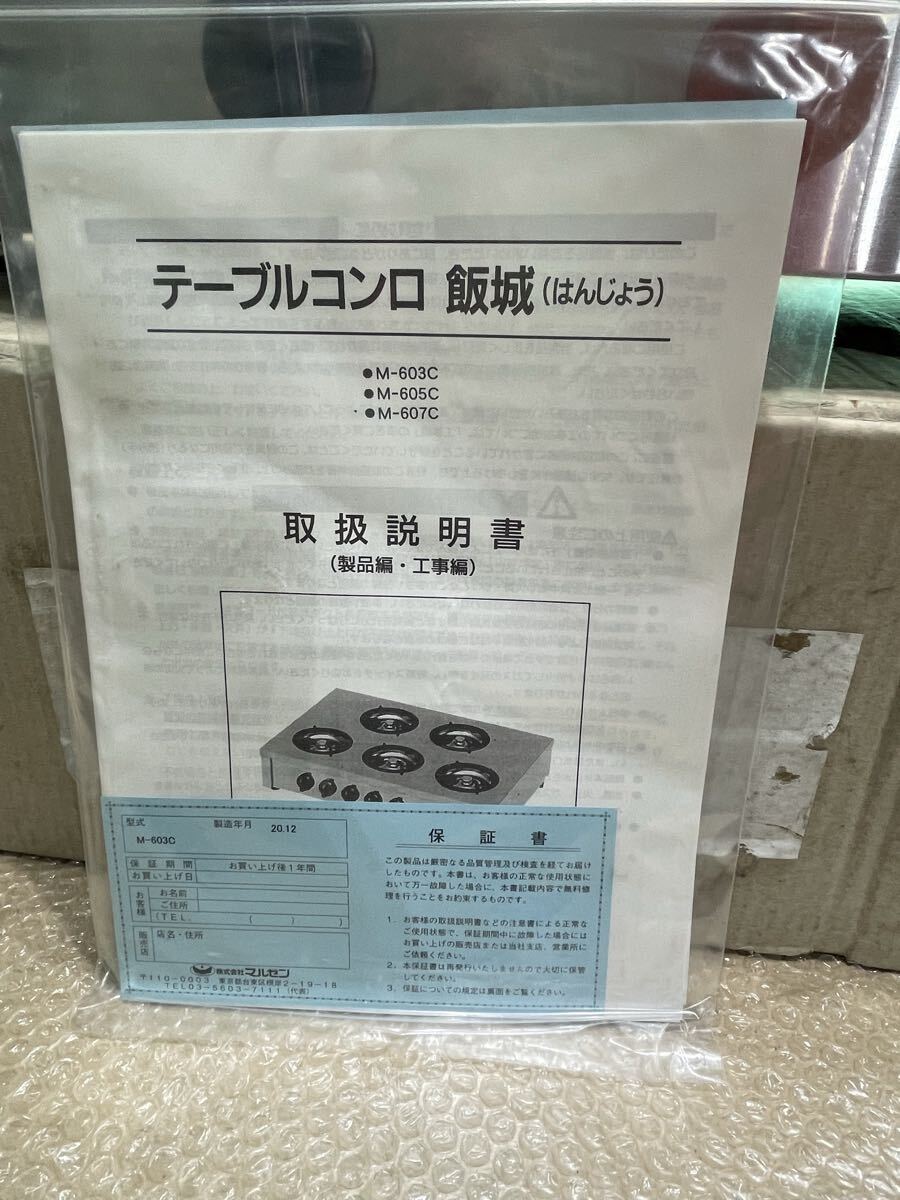 テーブルコンロ 飯城(はんじょう)
●M-603C
●M-605C
●M-607C
取扱説明書
(製品編・工事編)
型式 製造年月 20.12
M-603C
保証期間 お買い上げ後1年間
お買い上げ日
お客様
お名前
ご住所
(TEL. ( ) )
販売店
店名・住所
株式会社マルゼン
〒110-0003 東京都台東区根岸2-19-18
TEL03-5603-7111(代表)
保証書
この製品は厳密なる品質管理及び検査を経てお届け
したものです。本書は、お客様の正常な使用状態に
おいて万一故障した場合に、本書記載内容で無料修
理を行うことをお約束するものです。
1. お客様の取扱説明書などの注意書による正常な
ご使用状態で、保証期間中に故障した場合には
お買い上げの販売店または当社支店、営業所に
ご依頼ください。
2. 本保証書は再発行いたしませんので大切に保管
してください。
3. 保証についての規定は裏面をご覧ください。